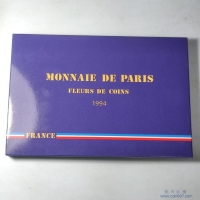 MONNAIE DE PARIS
FLEURS DE COINS
1994
FRANCE